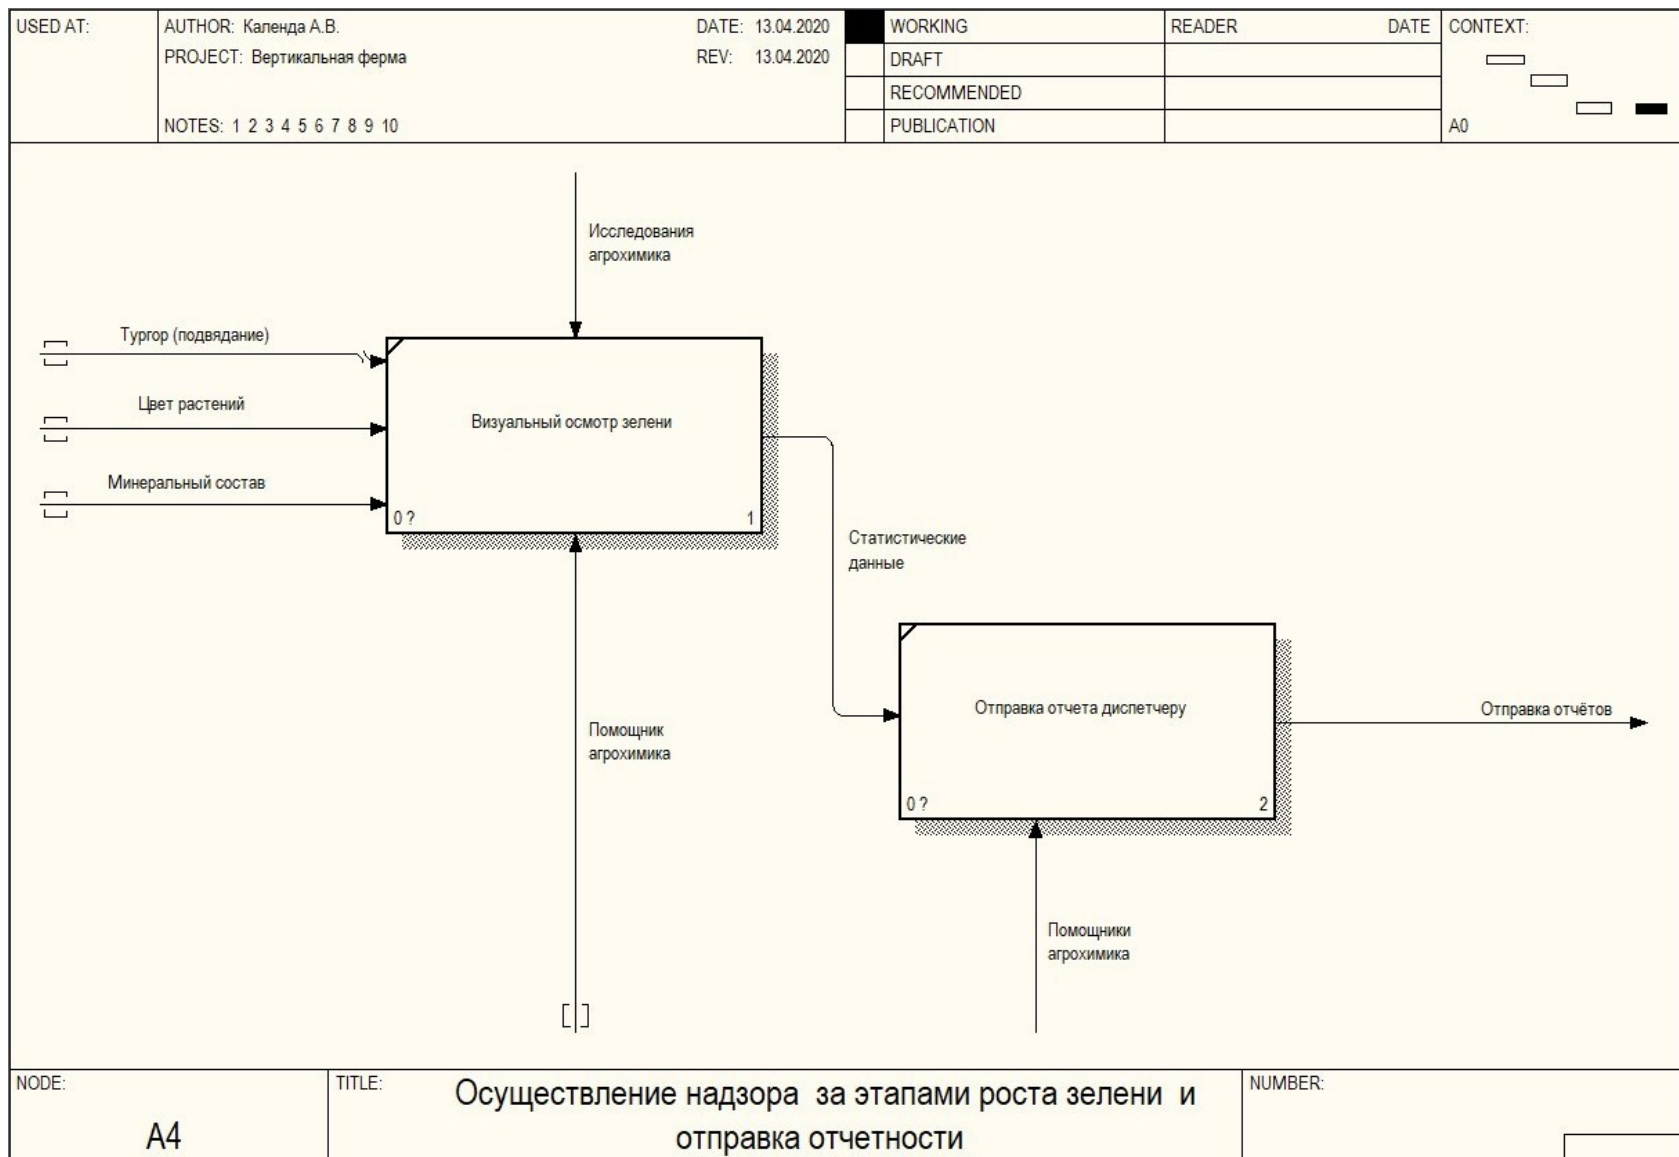 USED AT:
AUTHOR: Календа А.В.
DATE: 13.04.2020
PROJECT: Вертикальная ферма
REV: 13.04.2020
NOTES: 1 2 3 4 5 6 7 8 9 10
WORKING
DRAFT
RECOMMENDED
PUBLICATION
READER DATE
CONTEXT:
A0
Исследования
агрохимика
Тургор (подвядание)
Цвет растений
Минеральный состав
Визуальный осмотр зелени
0 ? 1
Статистические
данные
Помощник
агрохимика
Отправка отчета диспетчеру
0 ? 2
Отправка отчётов
Помощники
агрохимика
NODE:
A4
TITLE:
Осуществление надзора за этапами роста зелени и
отправка отчетности
NUMBER: